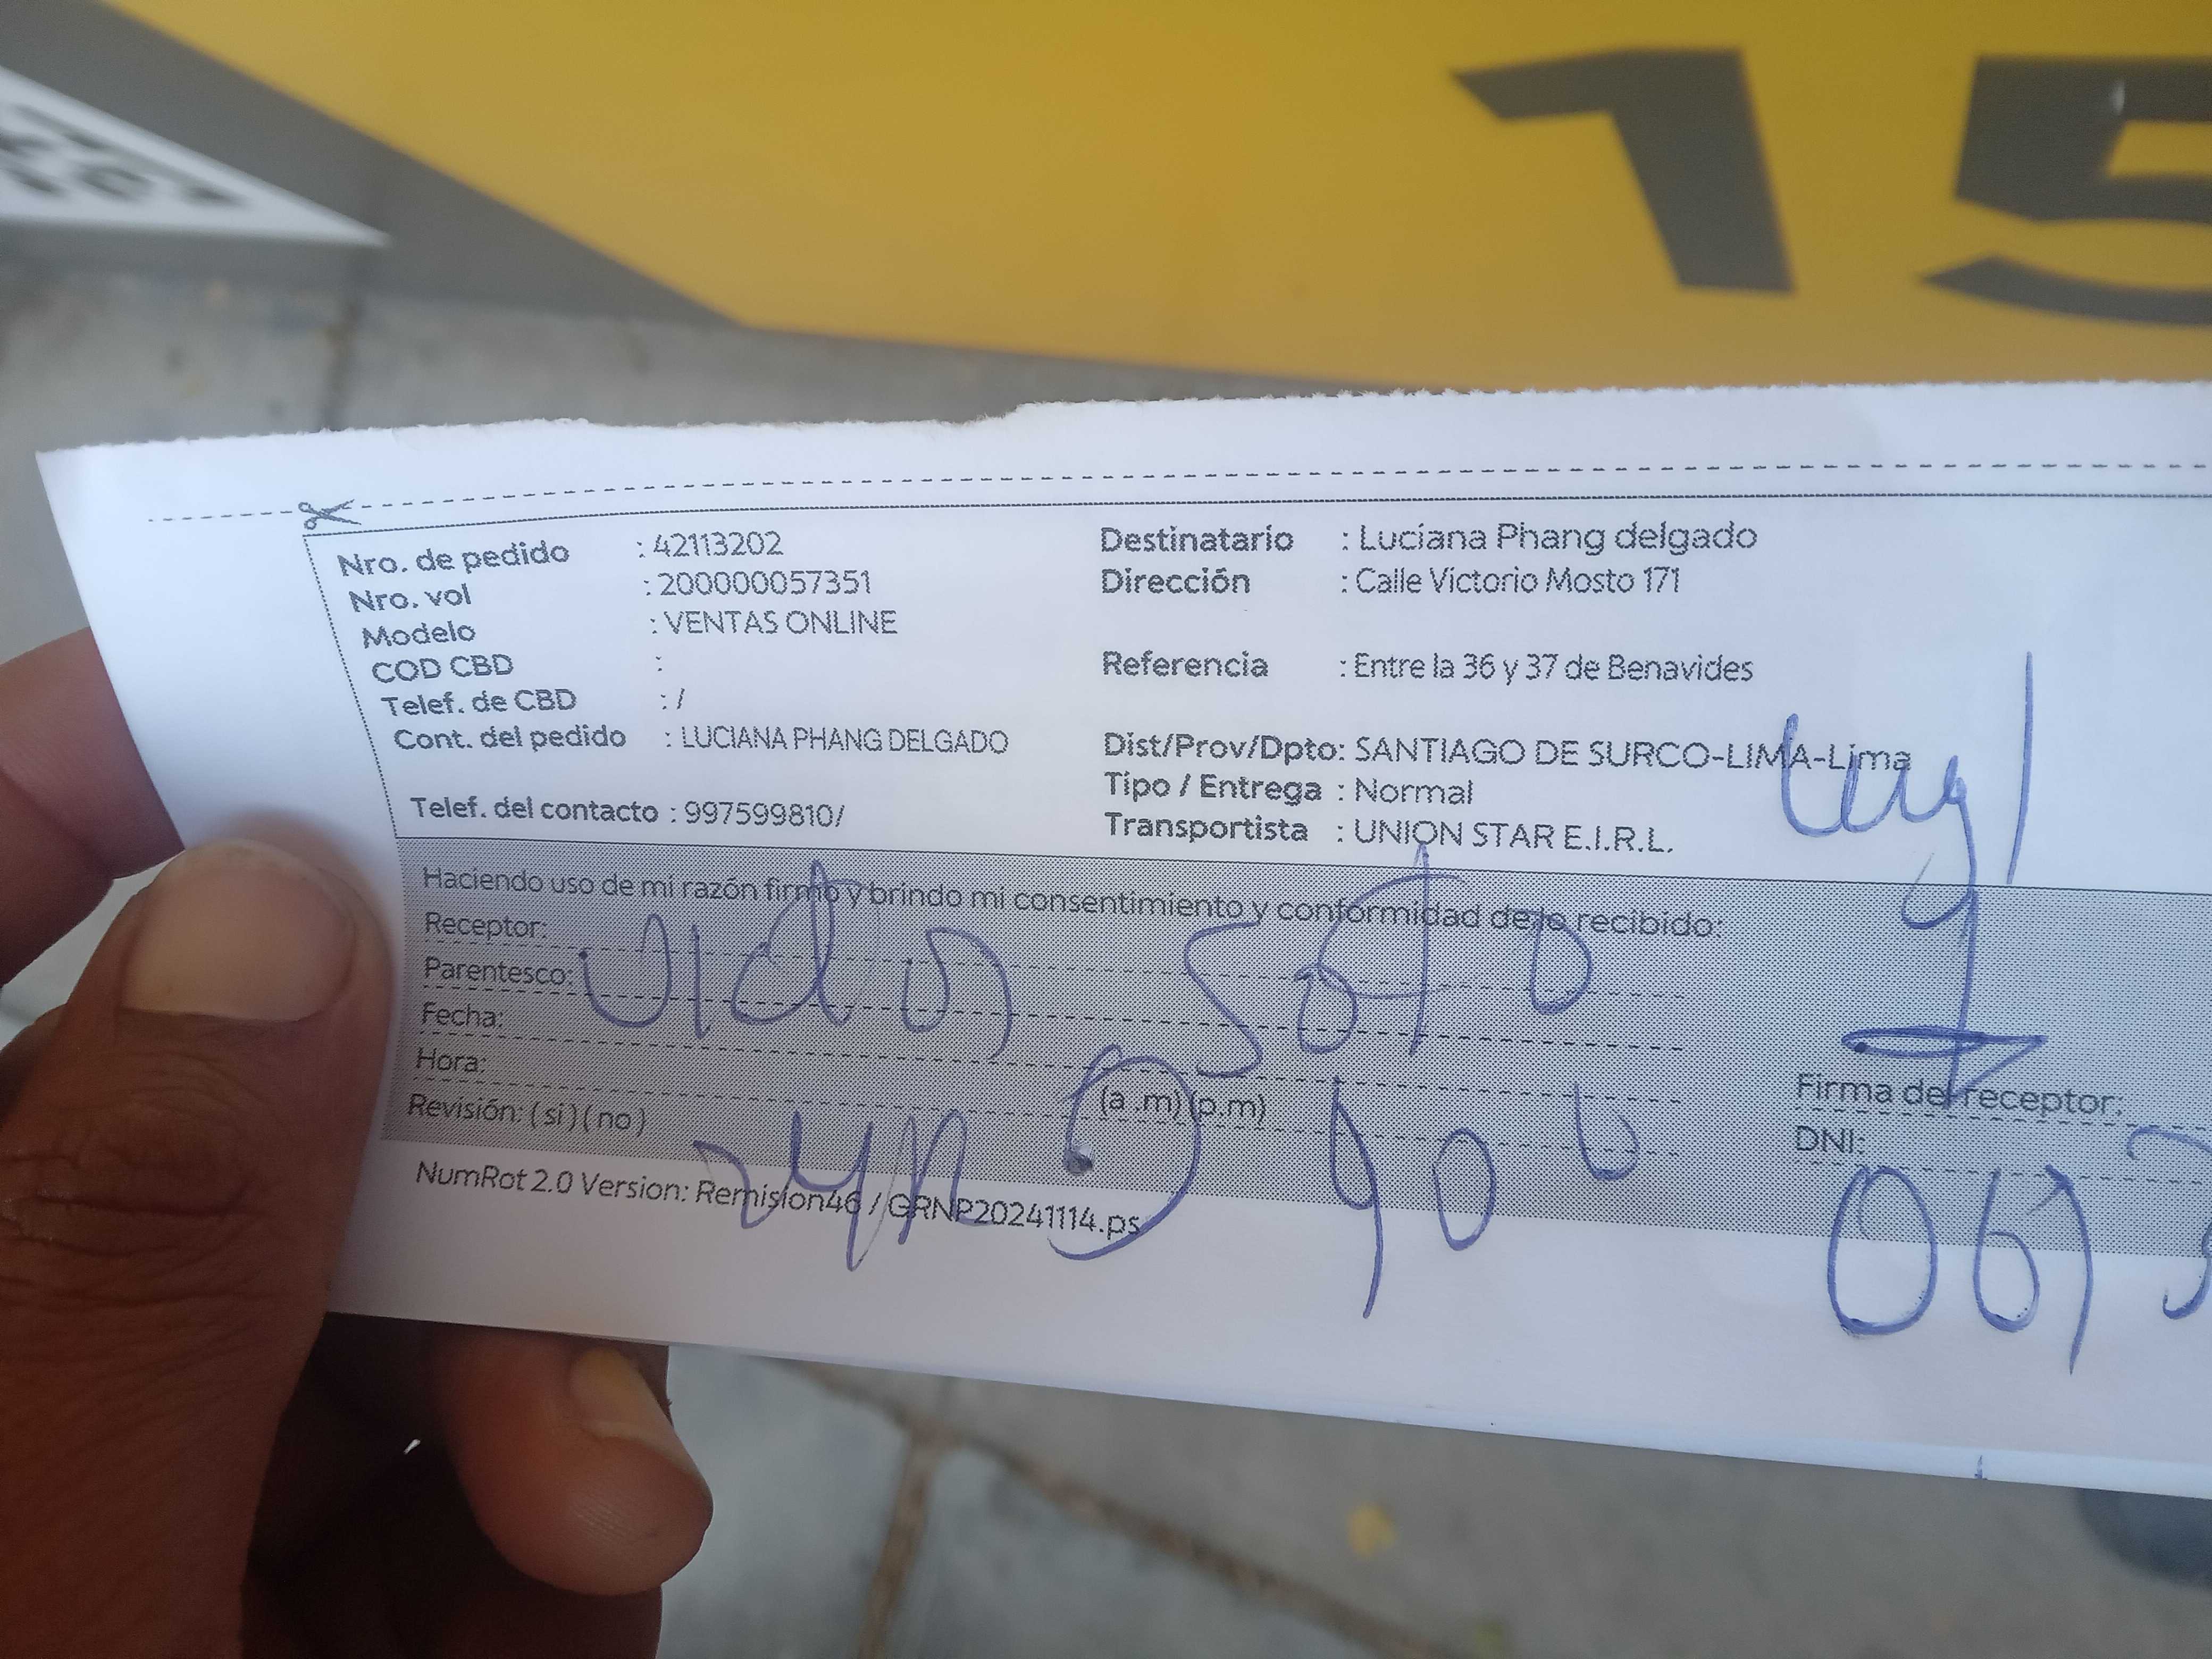 15
Nro. de pedido : 42113202
Nro. vol : 200000057351
Modelo : VENTAS ONLINE
COD CBD :
Telef. de CBD : /
Cont. del pedido : LUCIANA PHANG DELGADO
Telef. del contacto : 997599810/
Destinatario : Luciana Phang delgado
Dirección : Calle Victorio Mosto 171
Referencia : Entre la 36 y 37 de Benavides
Dist/Prov/Dpto: SANTIAGO DE SURCO-LIMA-Lima
Tipo / Entrega : Normal
Transportista : UNION STAR E.I.R.L.
Haciendo uso de mi razón firmo y brindo mi consentimiento y conformidad de lo recibido:
Receptor:
Parentesco:
Victor Soto
Fecha:
Hora: (a .m) (p.m)
Revisión: ( si ) ( no )
Firma del receptor:
DNI:
NumRot 2.0 Version: Remision46 / GRNP20241114.ps